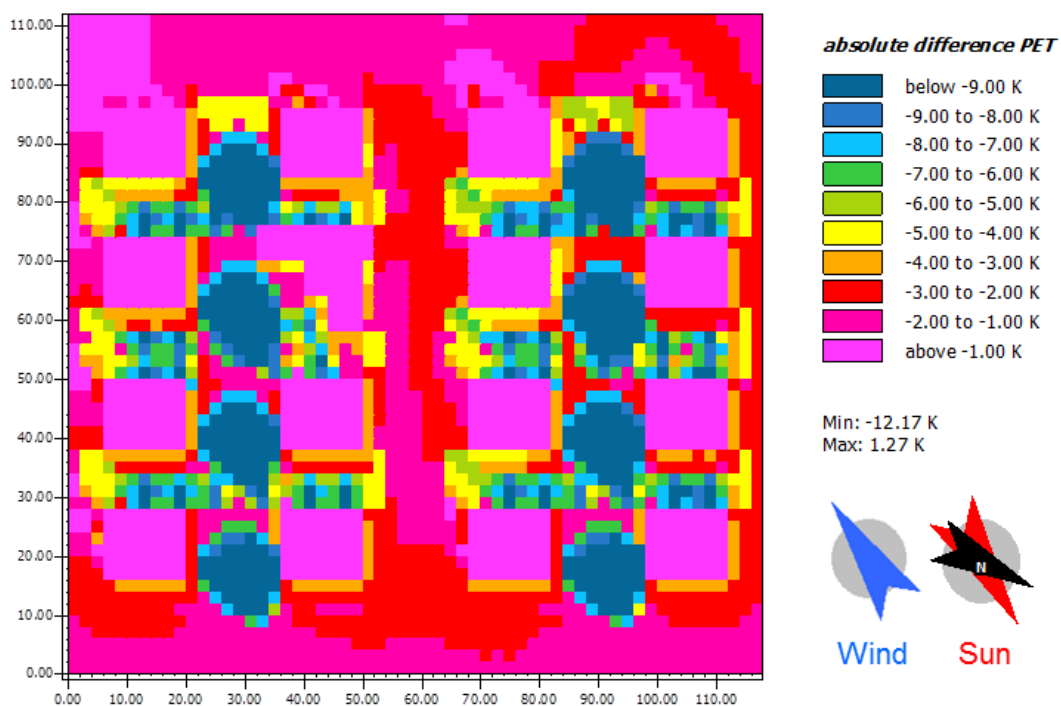 110.00
100.00
90.00
80.00
70.00
60.00
50.00
40.00
30.00
20.00
10.00
0.00
0.00 10.00 20.00 30.00 40.00 50.00 60.00 70.00 80.00 90.00 100.00 110.00
absolute difference PET
below -9.00 K
-9.00 to -8.00 K
-8.00 to -7.00 K
-7.00 to -6.00 K
-6.00 to -5.00 K
-5.00 to -4.00 K
-4.00 to -3.00 K
-3.00 to -2.00 K
-2.00 to -1.00 K
above -1.00 K
Min: -12.17 K
Max: 1.27 K
N
Wind Sun